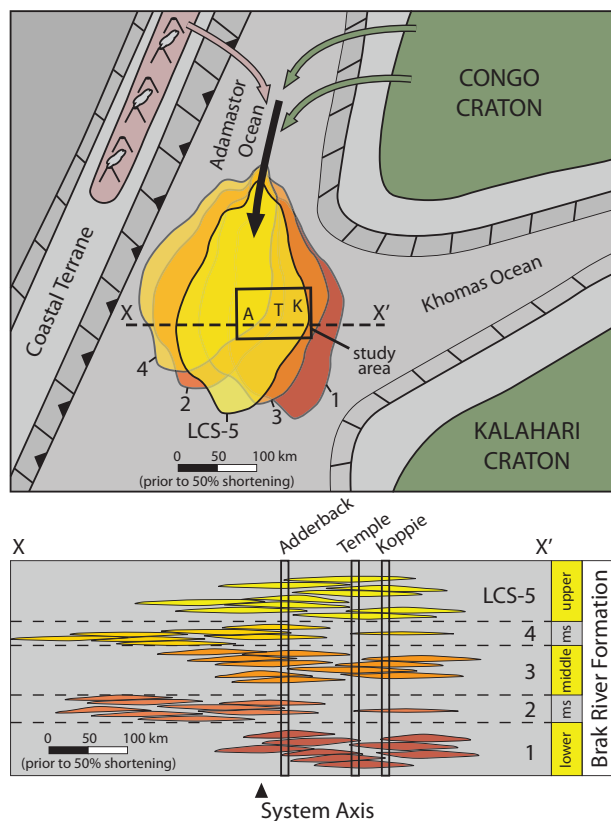 CONGO
CRATON
Adamastor
Ocean
Coastal Terrane
Khomas Ocean
X
A
T
K
X'
study
area
4
2
LCS-5
3
1
0
50
100 km
(prior to 50% shortening)
KALAHARI
CRATON
Adderback
Temple
Koppie
X
X'
LCS-5
upper
4
ms
3
middle
2
ms
1
lower
Brak River Formation
0
50
100 km
(prior to 50% shortening)
System Axis